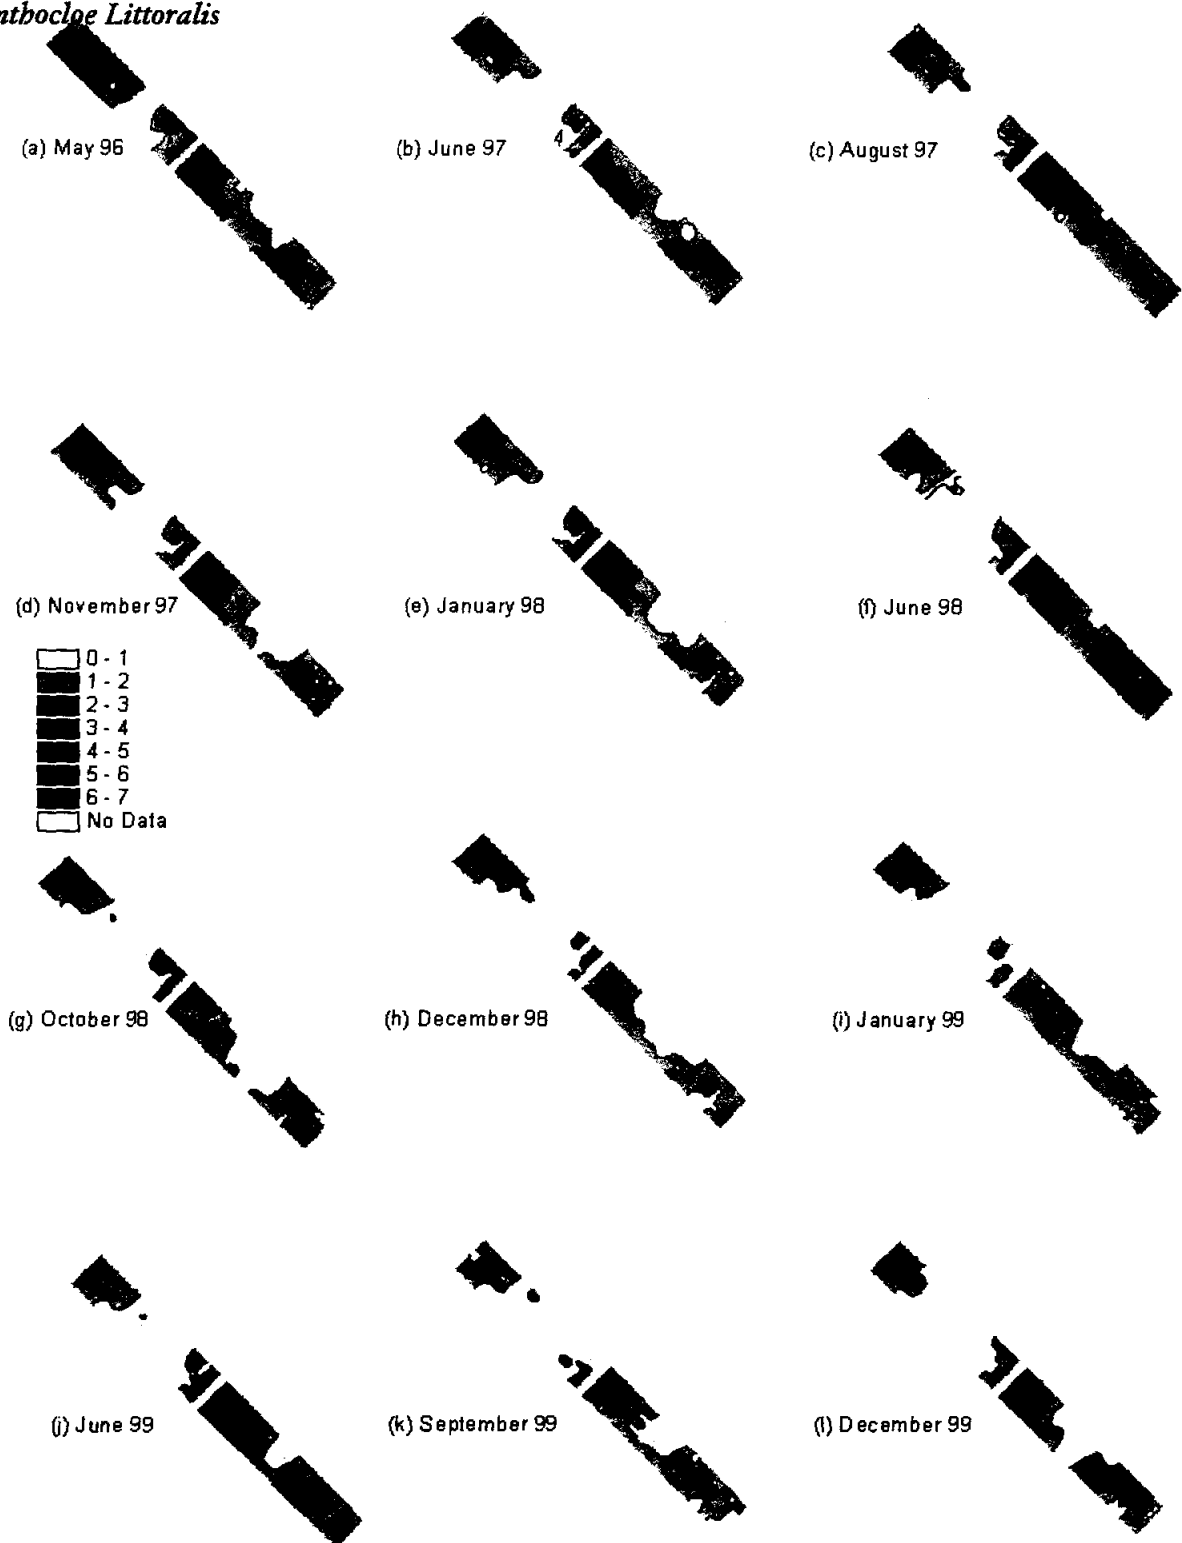 Littoralis
(a) May 96
(b) June 97
(c) August 97
(d) November 97
(e) January 98
(f) June 98
0 - 1
1 - 2
2 - 3
3 - 4
4 - 5
5 - 6
6 - 7
No Data
(g) October 98
(h) December 98
(i) January 99
(j) June 99
(k) September 99
(l) December 99